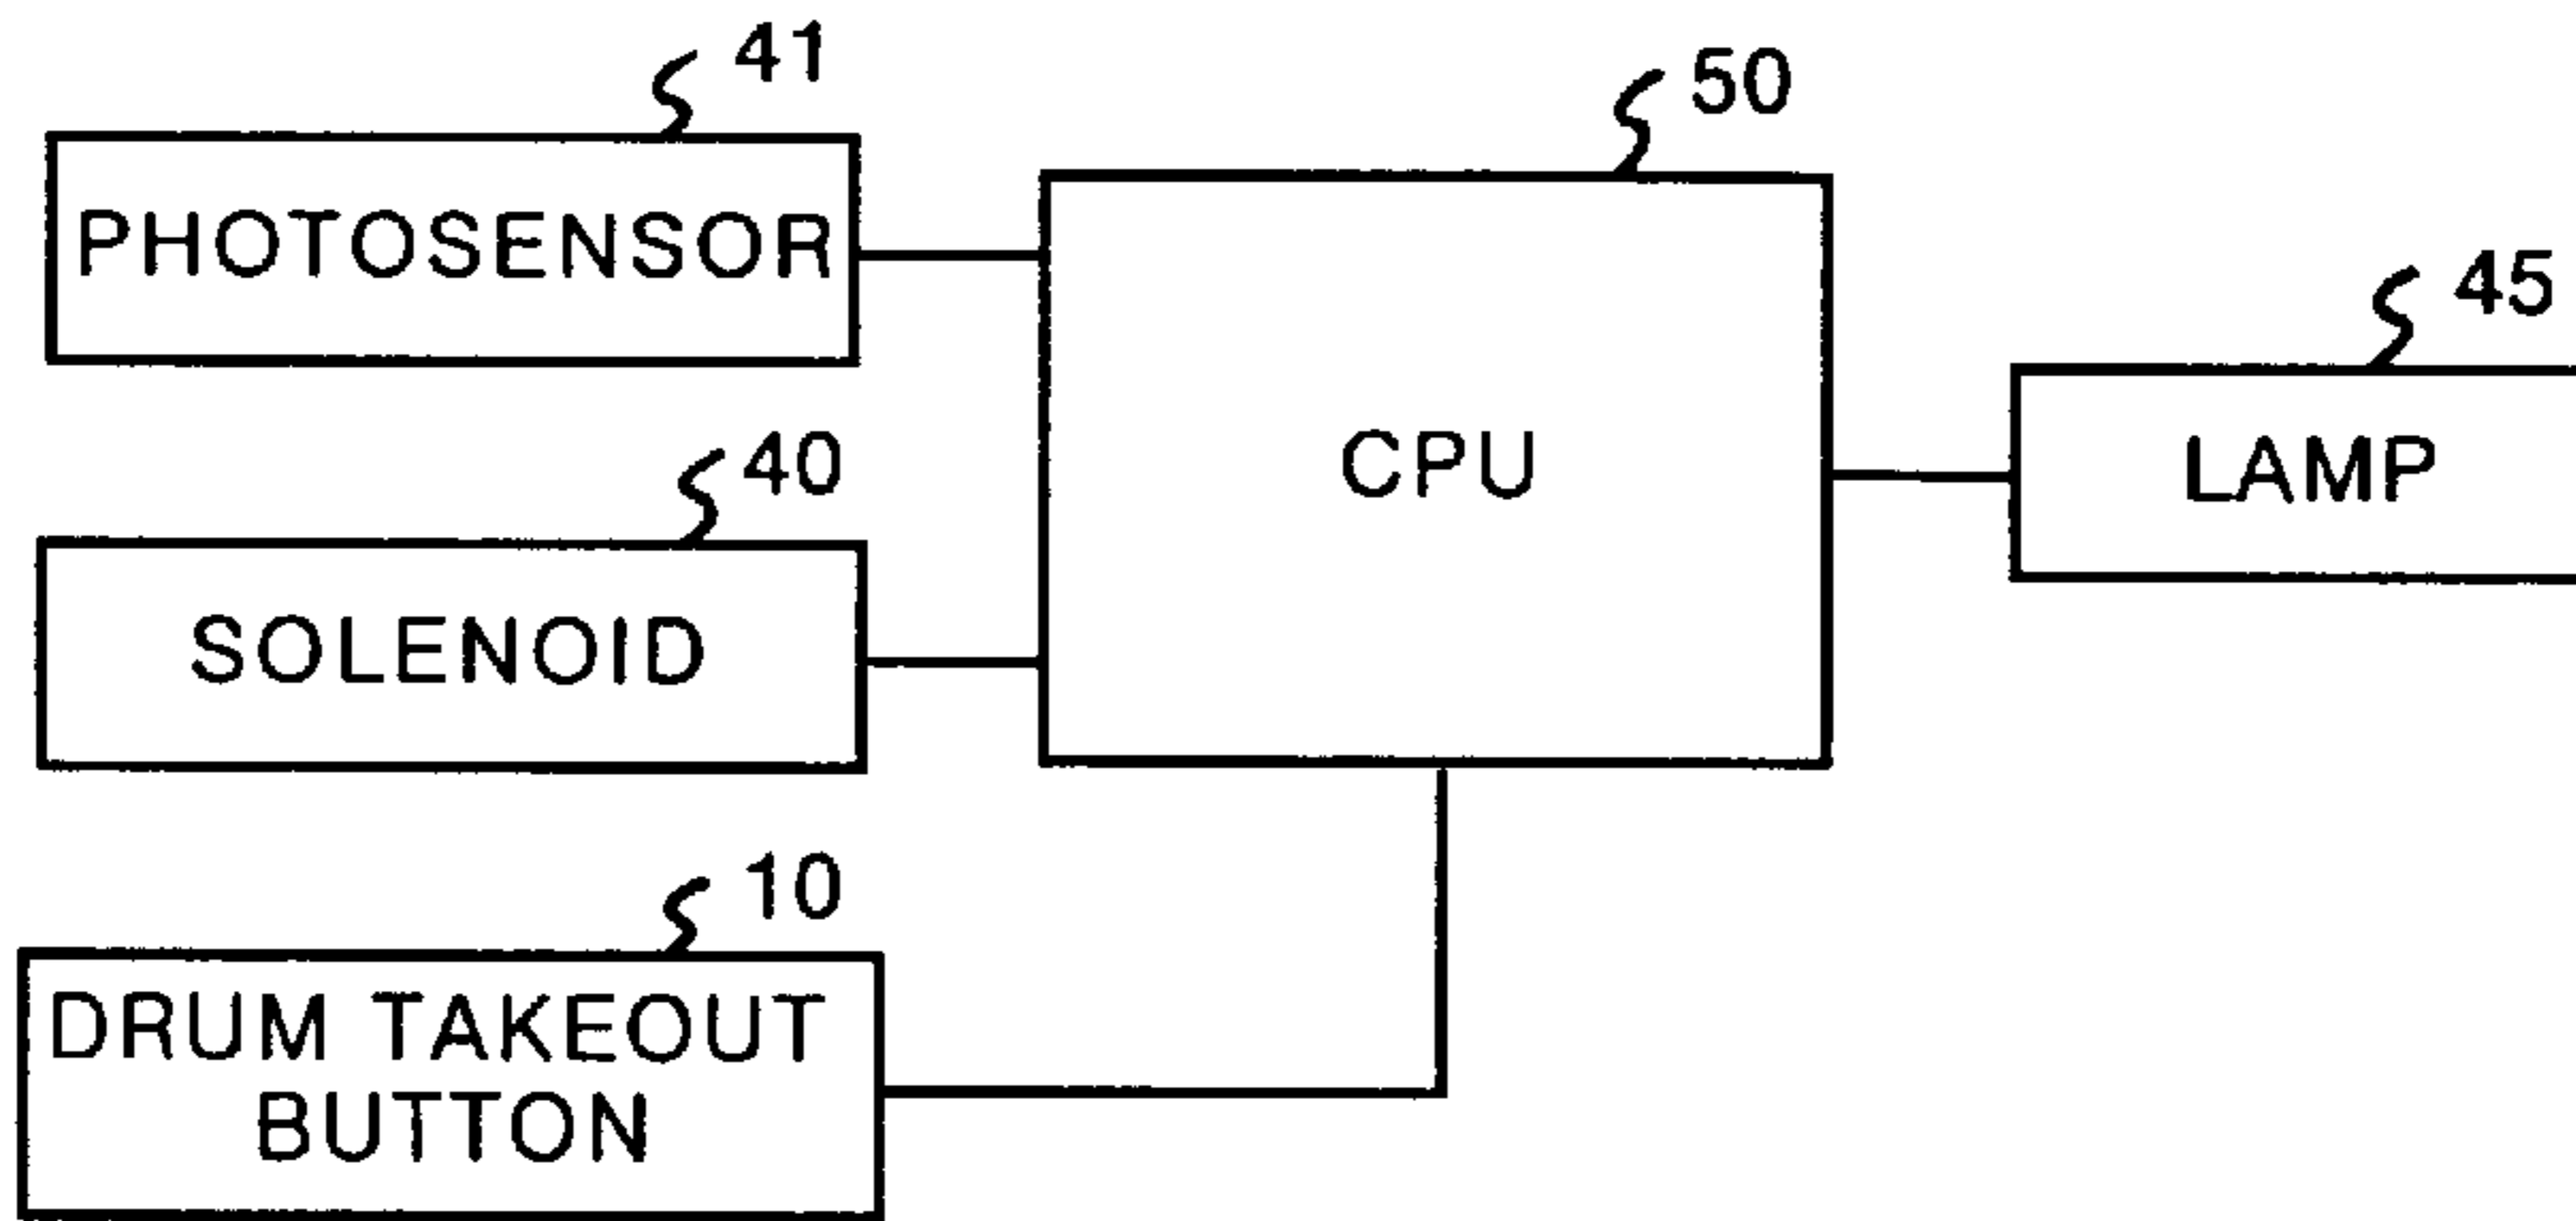 41
PHOTOSENSOR
50
CPU
45
LAMP
40
SOLENOID
10
DRUM TAKEOUT
BUTTON